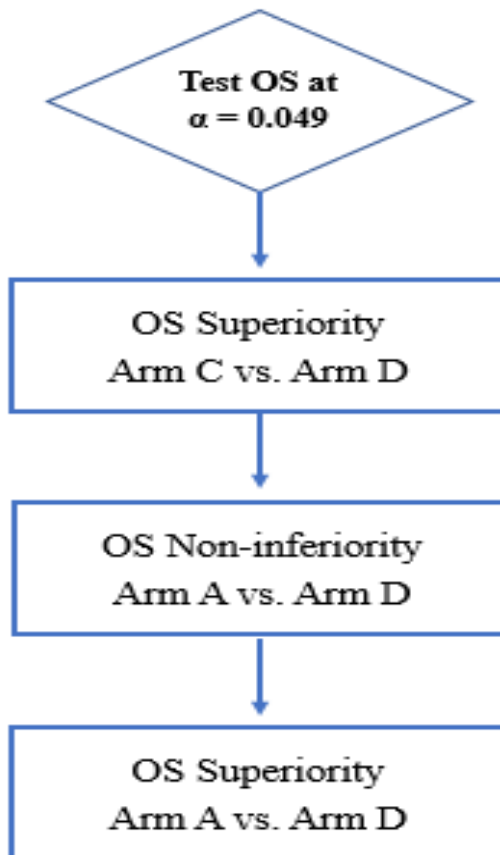 Test OS at
α = 0.049
OS Superiority
Arm C vs. Arm D
OS Non-inferiority
Arm A vs. Arm D
OS Superiority
Arm A vs. Arm D